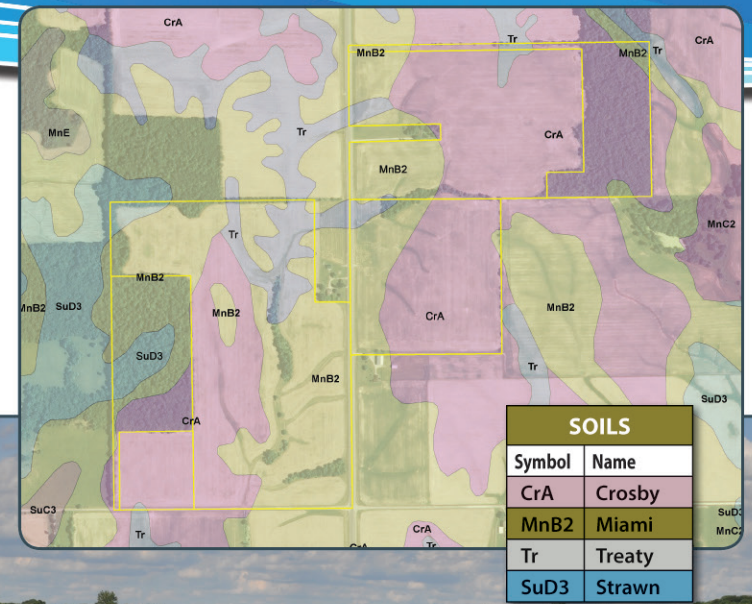 CrA
Tr
MnB2
MnB2
Tr
CrA
MnE
Tr
CrA
MnB2
Tr
MnC2
MnB2
MnB2
SuD3
MnB2
MnB2
CrA
SuD3
Tr
MnB2
SuD3
CrA
SuC3
Tr
CrA
Tr
CrA
SuD3
MnC2
SOILS
Symbol Name
CrA Crosby
MnB2 Miami
Tr Treaty
SuD3 Strawn